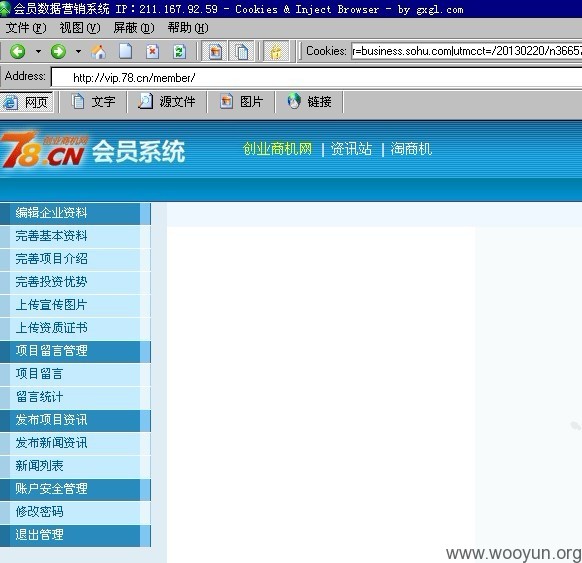 会员数据营销系统 IP：211.167.92.59 - Cookies & Inject Browser - by gxgl.com
文件(F) 视图(V) 屏蔽(D) 帮助(H)
Cookies: r=business.sohu.com|utmcct=/20130220/n3665
Address: http://vip.78.cn/member/
网页 文字 源文件 图片 链接
创业商机网
78.CN 会员系统 创业商机网 | 资讯站 | 淘商机
编辑企业资料
完善基本资料
完善项目介绍
完善投资优势
上传宣传图片
上传资质证书
项目留言管理
项目留言
留言统计
发布项目资讯
发布新闻资讯
新闻列表
账户安全管理
修改密码
退出管理
www.wooyun.org